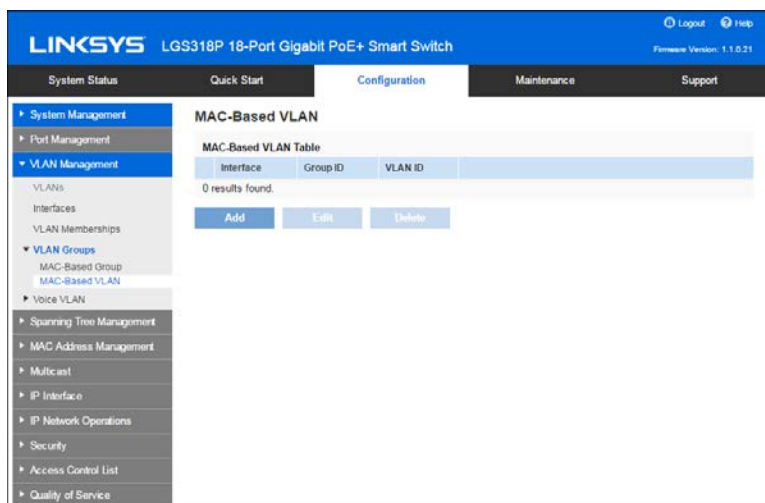 Logout Help
LINKSYS LGS318P 18-Port Gigabit PoE+ Smart Switch
Firmware Version: 1.1.0.21
System Status Quick Start Configuration Maintenance Support
System Management
Port Management
VLAN Management
VLANs
Interfaces
VLAN Memberships
VLAN Groups
MAC-Based Group
MAC-Based VLAN
Voice VLAN
Spanning Tree Management
MAC Address Management
Multicast
IP Interface
IP Network Operations
Security
Access Control List
Quality of Service
MAC-Based VLAN
MAC-Based VLAN Table
Interface Group ID VLAN ID
0 results found.
Add Edit Delete